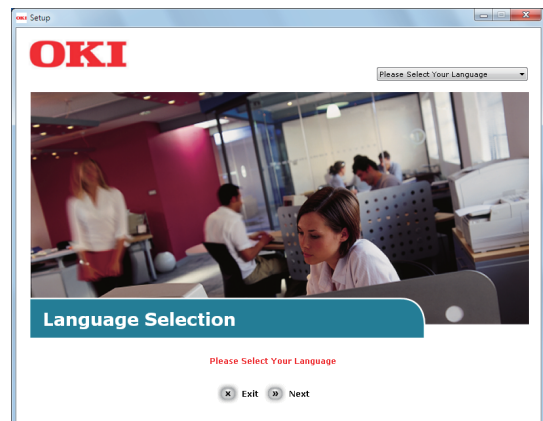 OKI Setup
OKI
Please Select Your Language
Language Selection
Please Select Your Language
Exit Next